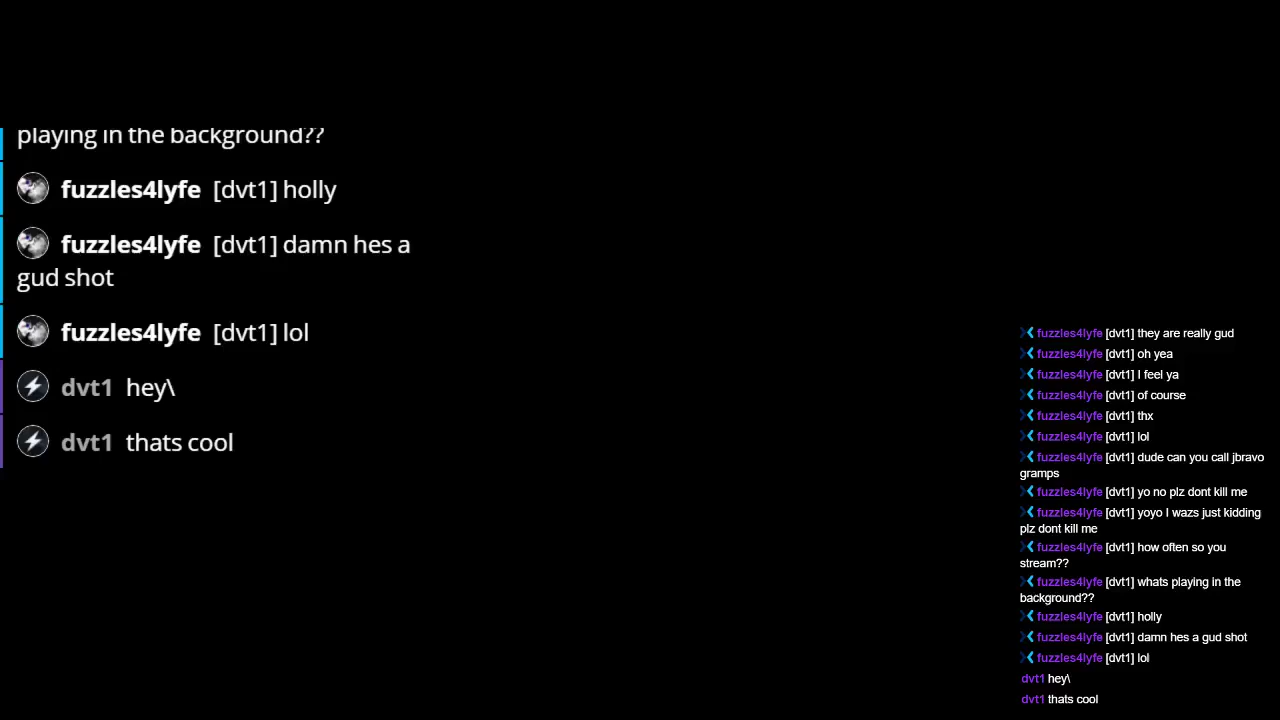 playing in the background??
fuzzles4lyfe [dvt1] holly
fuzzles4lyfe [dvt1] damn hes a
gud shot
fuzzles4lyfe [dvt1] lol
dvt1 hey\
dvt1 thats cool
fuzzles4lyfe [dvt1] they are really gud
fuzzles4lyfe [dvt1] oh yea
fuzzles4lyfe [dvt1] I feel ya
fuzzles4lyfe [dvt1] of course
fuzzles4lyfe [dvt1] thx
fuzzles4lyfe [dvt1] lol
fuzzles4lyfe [dvt1] dude can you call jbravo
gramps
fuzzles4lyfe [dvt1] yo no plz dont kill me
fuzzles4lyfe [dvt1] yoyo I wazs just kidding
plz dont kill me
fuzzles4lyfe [dvt1] how often so you
stream??
fuzzles4lyfe [dvt1] whats playing in the
background??
fuzzles4lyfe [dvt1] holly
fuzzles4lyfe [dvt1] damn hes a gud shot
fuzzles4lyfe [dvt1] lol
dvt1 hey\
dvt1 thats cool